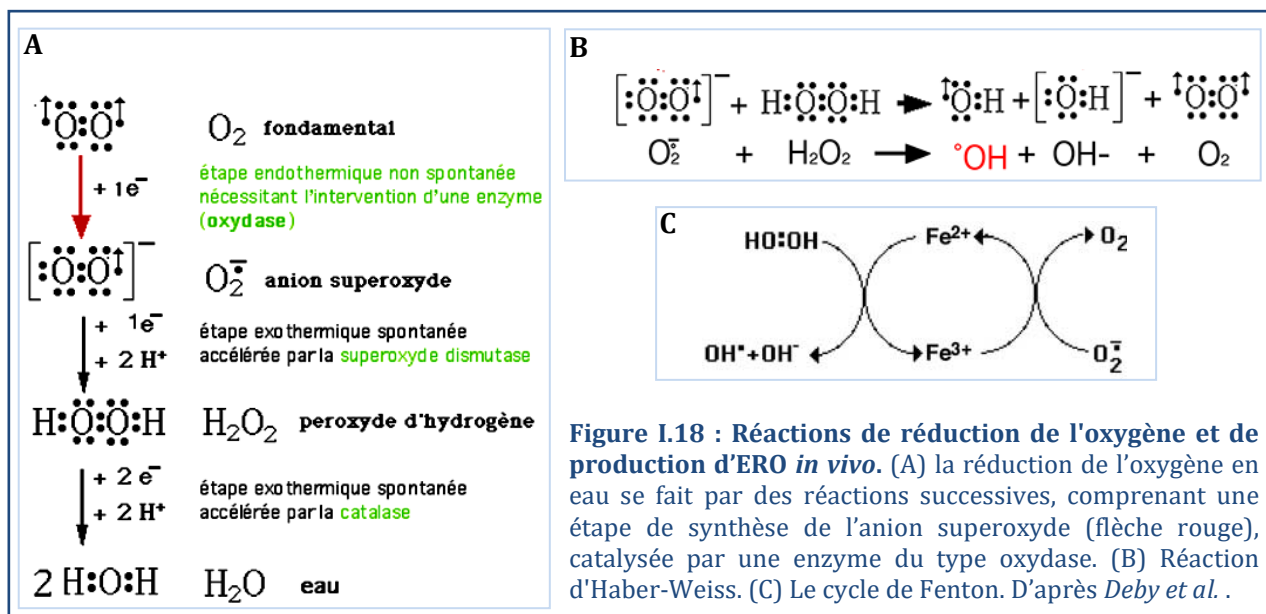 A
:Ö:Ö: O₂ fondamental
+ 1e⁻
étape endothermique non spontanée
nécessitant l'intervention d'une enzyme
(oxydase)
[:Ö:Ö:]⁻ O₂•̄ anion superoxyde
+ 1e⁻
+ 2 H⁺
étape exothermique spontanée
accélérée par la superoxyde dismutase
H:Ö:Ö:H H₂O₂ peroxyde d'hydrogène
+ 2 e⁻
+ 2 H⁺
étape exothermique spontanée
accélérée par la catalase
2 H:O:H H₂O eau
B
[:Ö:Ö:]⁻ + H:Ö:Ö:H → Ö:H + [:Ö:H]⁻ + Ö:Ö
O₂•̄ + H₂O₂ → °OH + OH- + O₂
C
HO:OH Fe²⁺ O₂
OH• + OH⁻ Fe³⁺ O₂•̄
Figure I.18 : Réactions de réduction de l'oxygène et de
production d'ERO in vivo. (A) la réduction de l'oxygène en
eau se fait par des réactions successives, comprenant une
étape de synthèse de l'anion superoxyde (flèche rouge),
catalysée par une enzyme du type oxydase. (B) Réaction
d'Haber-Weiss. (C) Le cycle de Fenton. D'après Deby et al. .